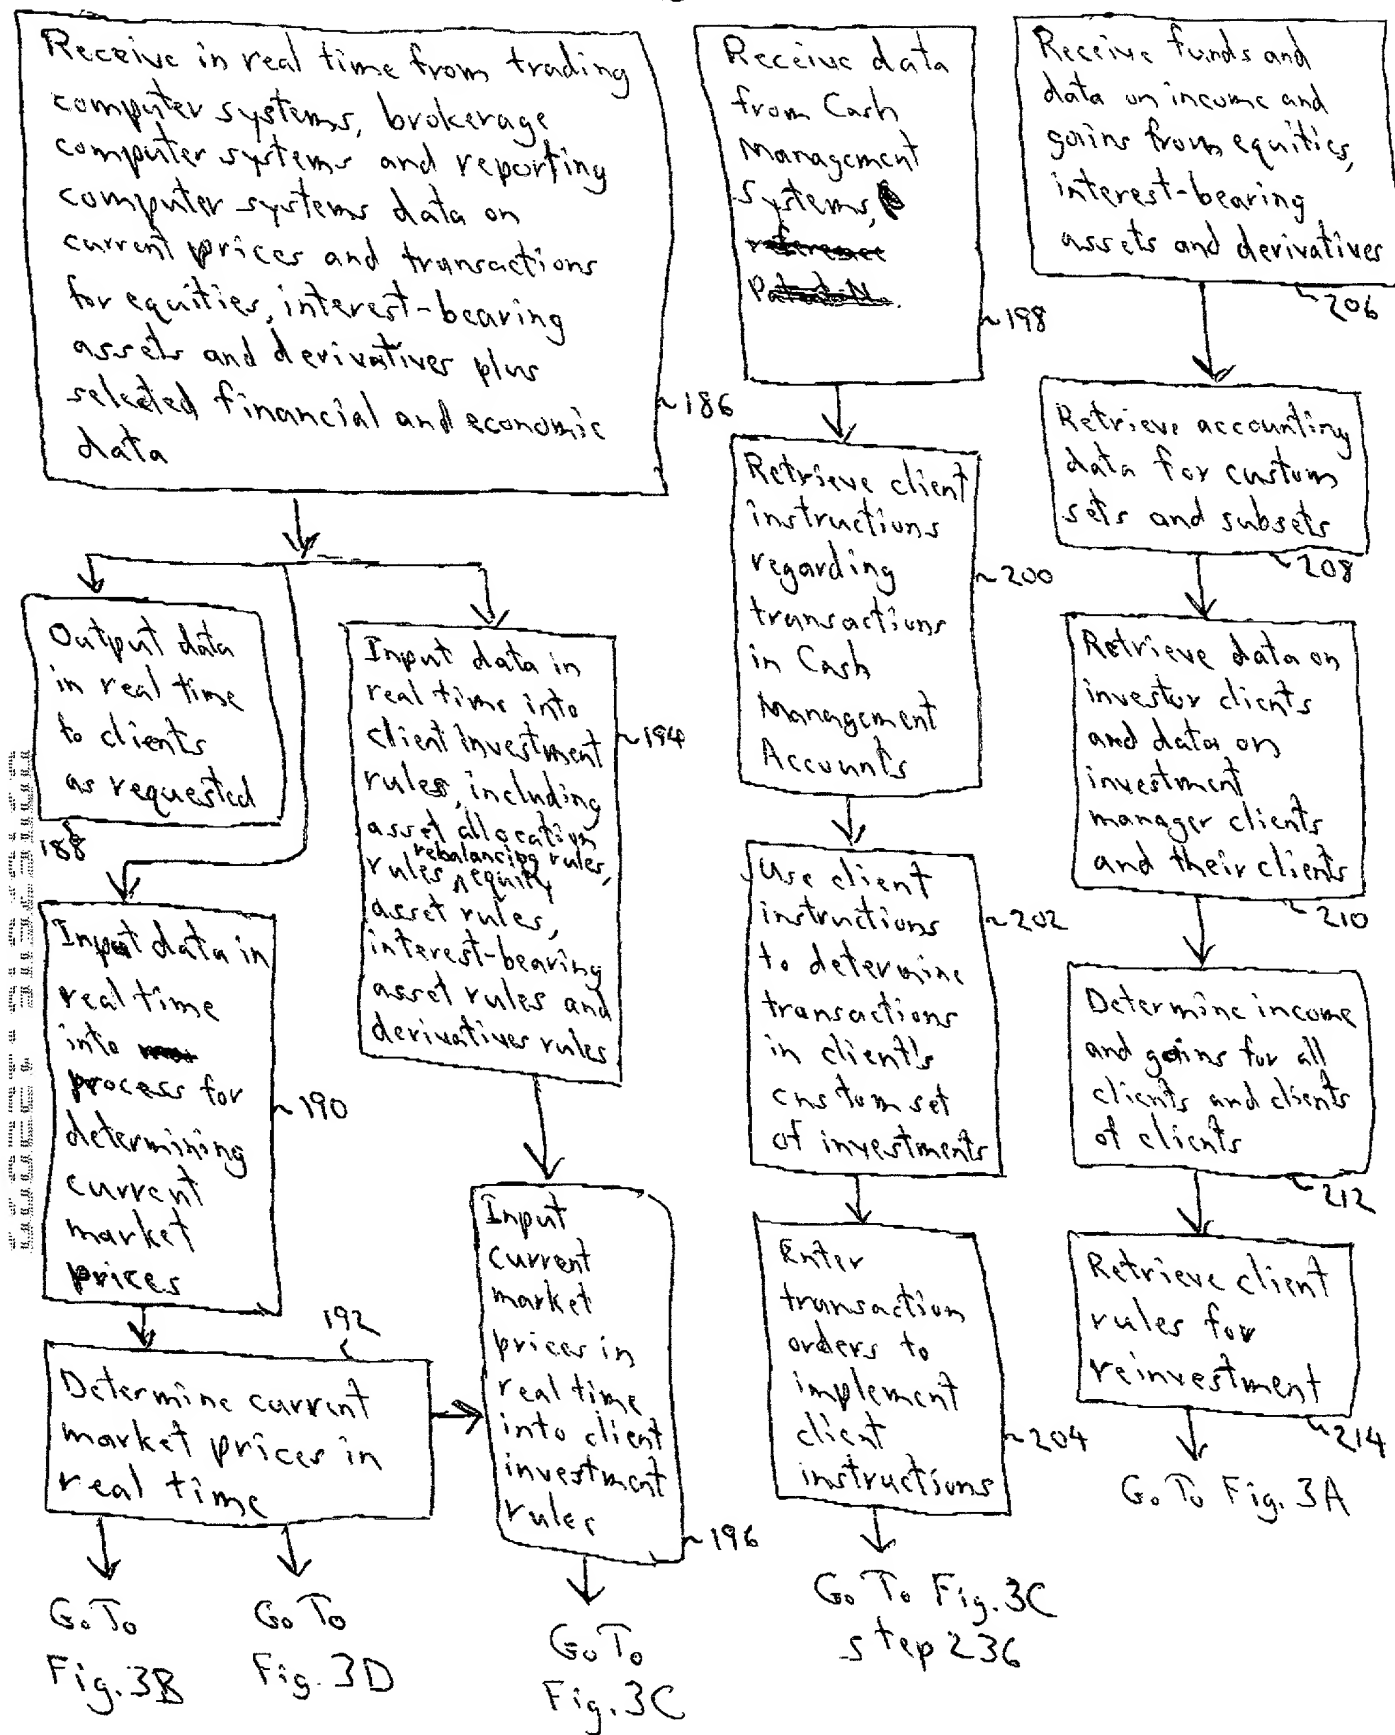 Receive in real time from trading
computer systems, brokerage
computer systems and reporting
computer systems data on
current prices and transactions
for equities, interest-bearing
assets and derivatives plus
selected financial and economic
data
~186
Output data
in real time
to clients
as requested
188
Input data in
real time
into
process for
determining
current
market
prices
~190
192
Determine current
market prices in
real time
Go To
Fig. 3B
Go To
Fig. 3D
Input data in
real time into
client investment
rules, including
asset allocation
rebalancing rules,
rules, equity
asset rules,
interest-bearing
asset rules and
derivatives rules
~194
Input
current
market
prices in
real time
into client
investment
rules
~196
Go To
Fig. 3C
Receive data
from Cash
Management
Systems,
~198
Retrieve client
instructions
regarding
transactions
in Cash
Management
Accounts
~200
Use client
instructions
to determine
transactions
in client's
custom set
of investments
~202
Enter
transaction
orders to
implement
client
instructions
~204
Go To Fig. 3C
step 236
Receive funds and
data on income and
gains from equities,
interest-bearing
assets and derivatives
~206
Retrieve accounting
data for custom
sets and subsets
~208
Retrieve data on
investor clients
and data on
investment
manager clients
and their clients
~210
Determine income
and gains for all
clients and clients
of clients
~212
Retrieve client
rules for
reinvestment
~214
Go To Fig. 3A